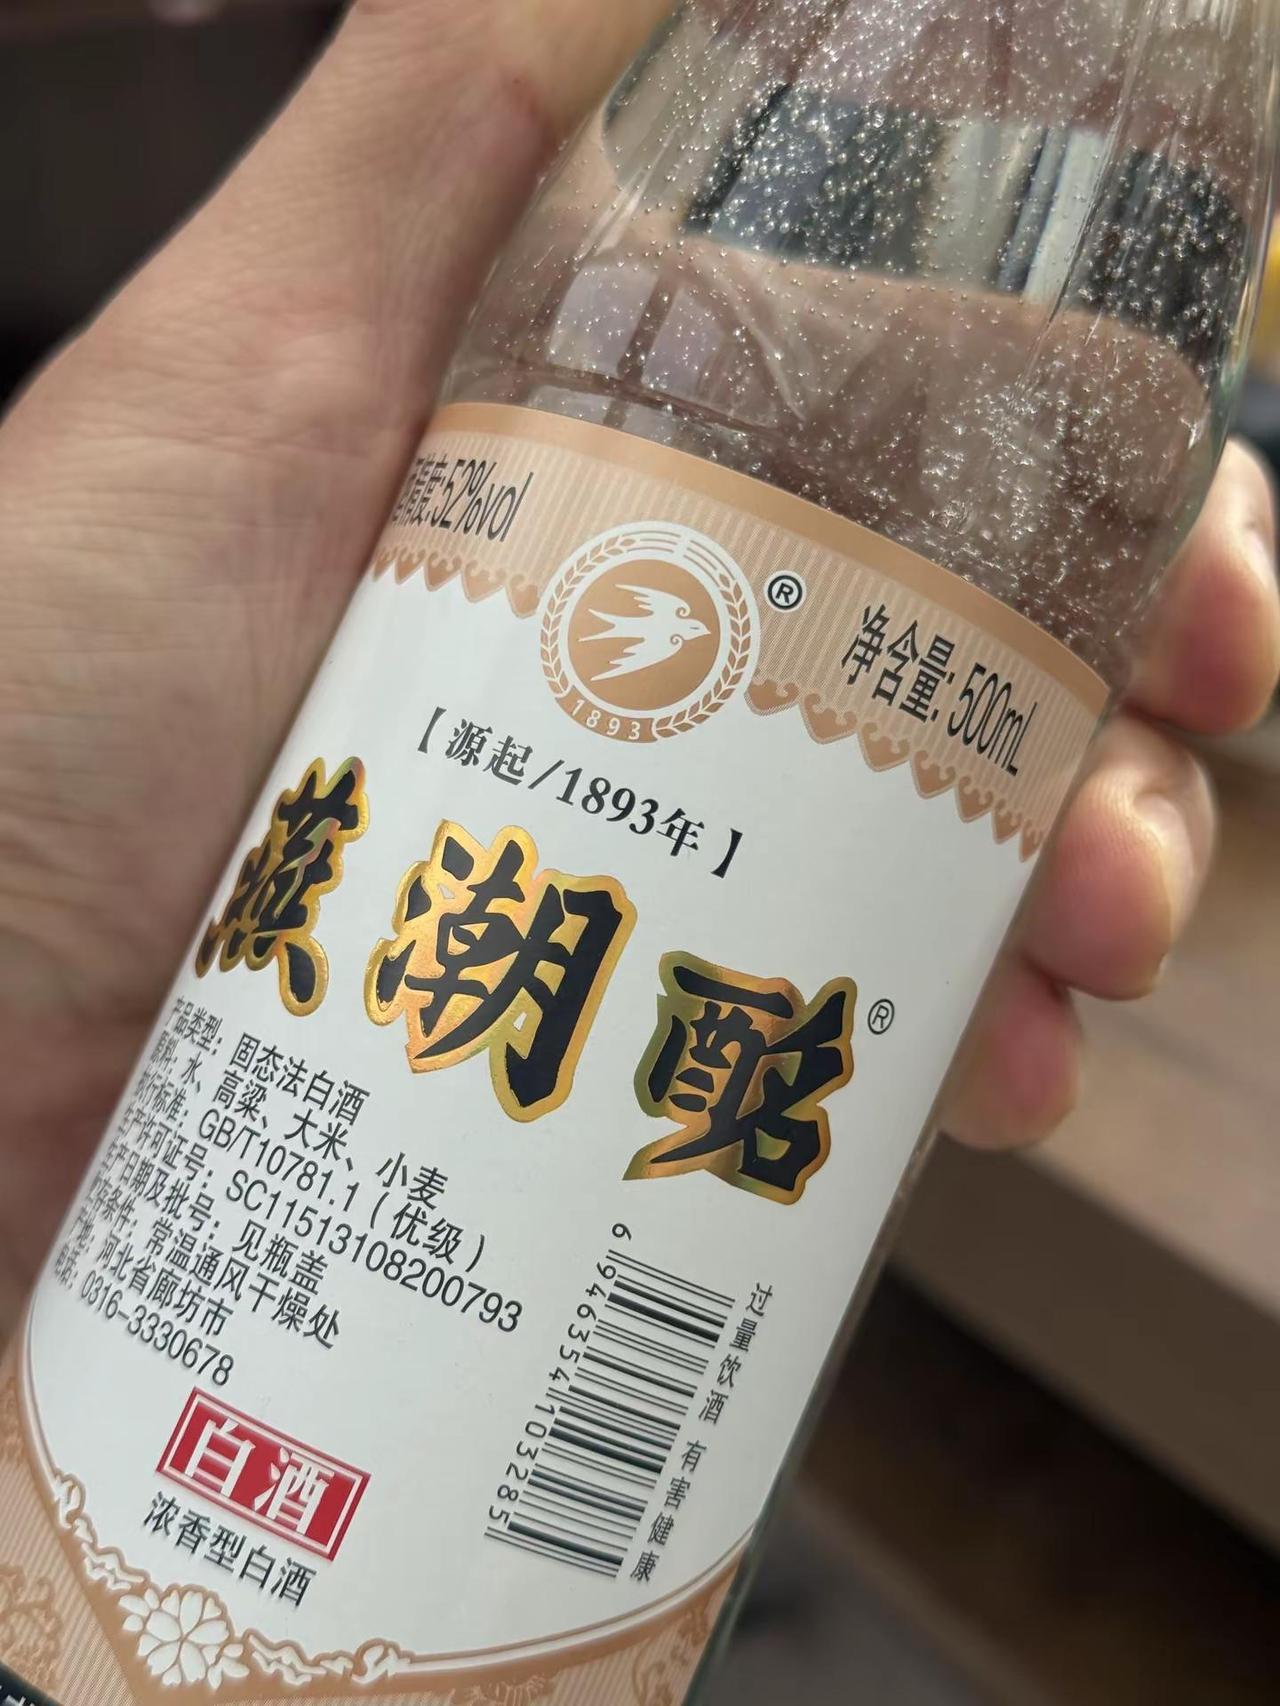 酒精度:52%vol
®
净含量: 500mL
1893
【源起/1893年】
燕潮酩®
产品类型: 固态法白酒
原料: 水、高粱、大米、小麦
执行标准: GB/T10781.1（优级）
生产许可证号: SC11513108200793
生产日期及批号: 见瓶盖
贮存条件: 常温通风干燥处
产地: 河北省廊坊市
电话: 0316-3330678
白酒
浓香型白酒
6946354103285
过量饮酒 有害健康